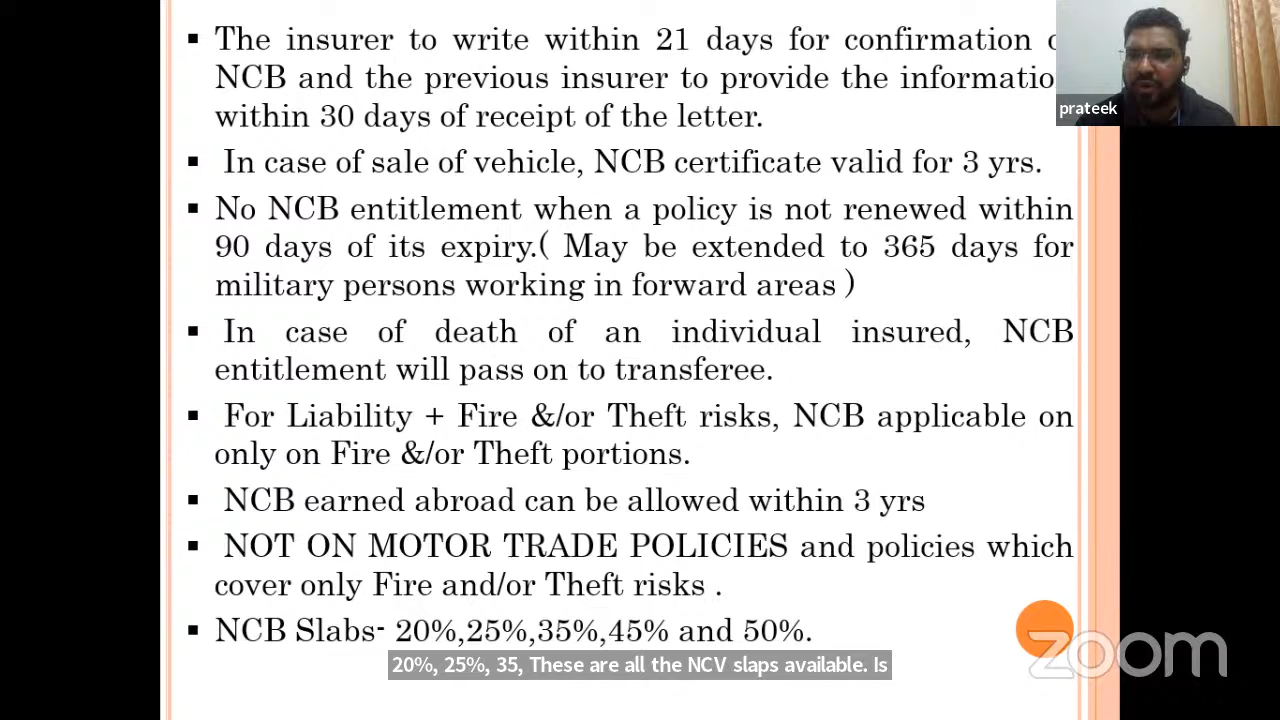 ▪ The insurer to write within 21 days for confirmation
NCB and the previous insurer to provide the informatio
within 30 days of receipt of the letter.
▪ In case of sale of vehicle, NCB certificate valid for 3 yrs.
▪ No NCB entitlement when a policy is not renewed within
90 days of its expiry.( May be extended to 365 days for
military persons working in forward areas )
▪ In case of death of an individual insured, NCB
entitlement will pass on to transferee.
▪ For Liability + Fire &/or Theft risks, NCB applicable on
only on Fire &/or Theft portions.
▪ NCB earned abroad can be allowed within 3 yrs
▪ NOT ON MOTOR TRADE POLICIES and policies which
cover only Fire and/or Theft risks .
▪ NCB Slabs- 20%,25%,35%,45% and 50%.
20%, 25%, 35, These are all the NCV slaps available. Is
prateek
zoom